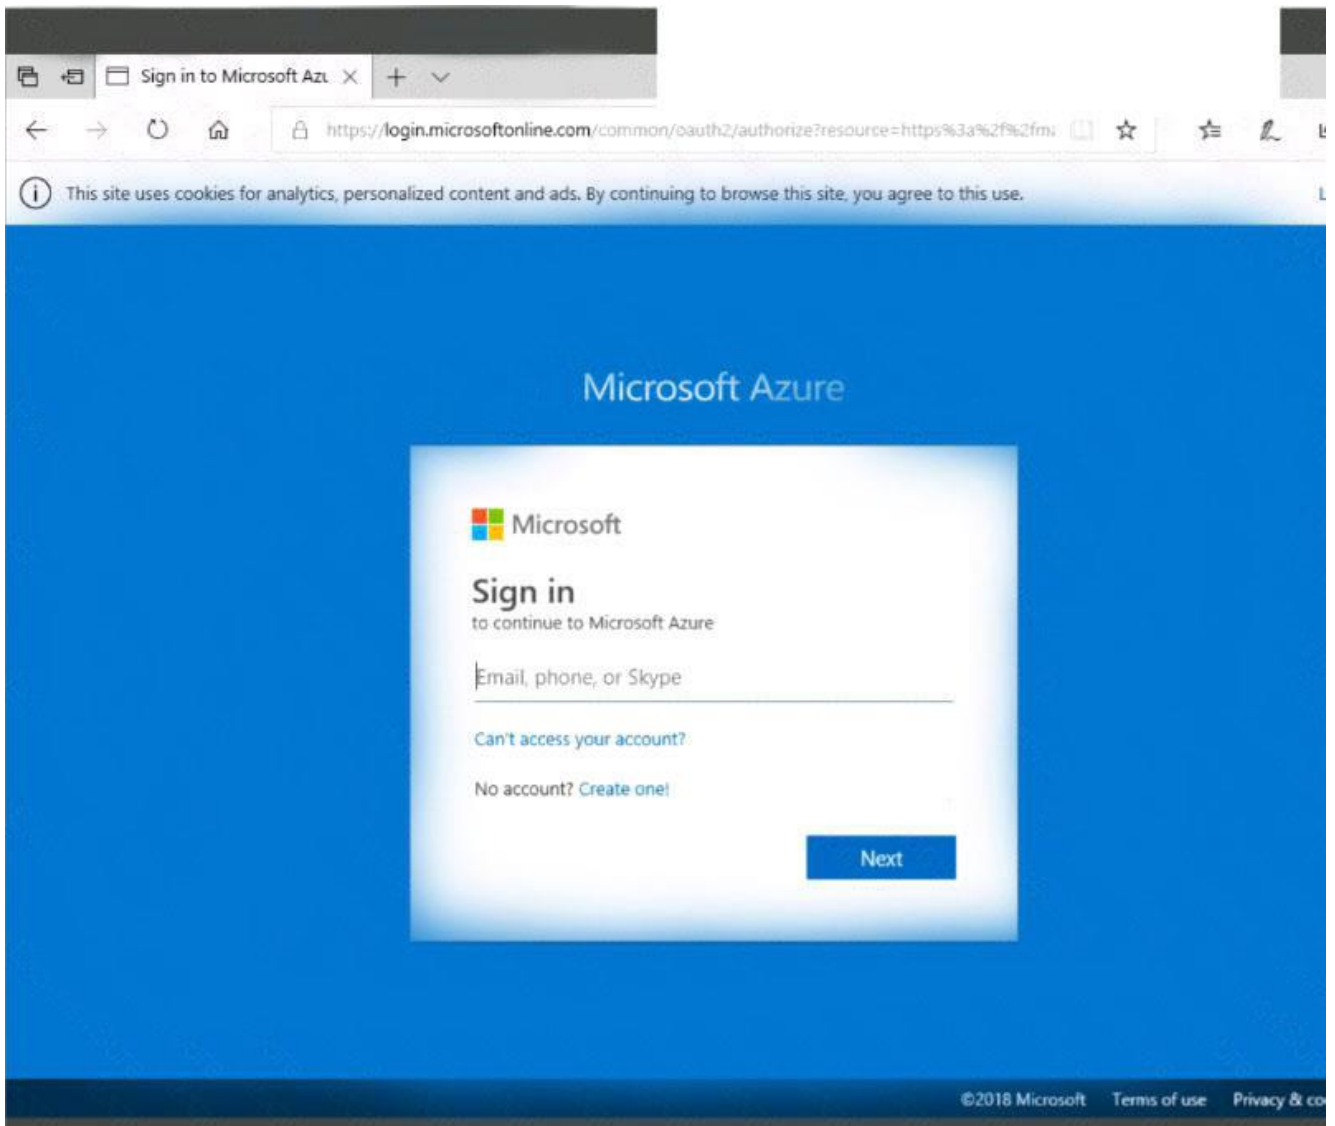 Sign in to Microsoft Azu
https://login.microsoftonline.com/common/oauth2/authorize?resource=https%3a%2f%2fma
This site uses cookies for analytics, personalized content and ads. By continuing to browse this site, you agree to this use.
Microsoft Azure
Microsoft
Sign in
to continue to Microsoft Azure
Email, phone, or Skype
Can't access your account?
No account? Create one!
Next
©2018 Microsoft Terms of use Privacy & co